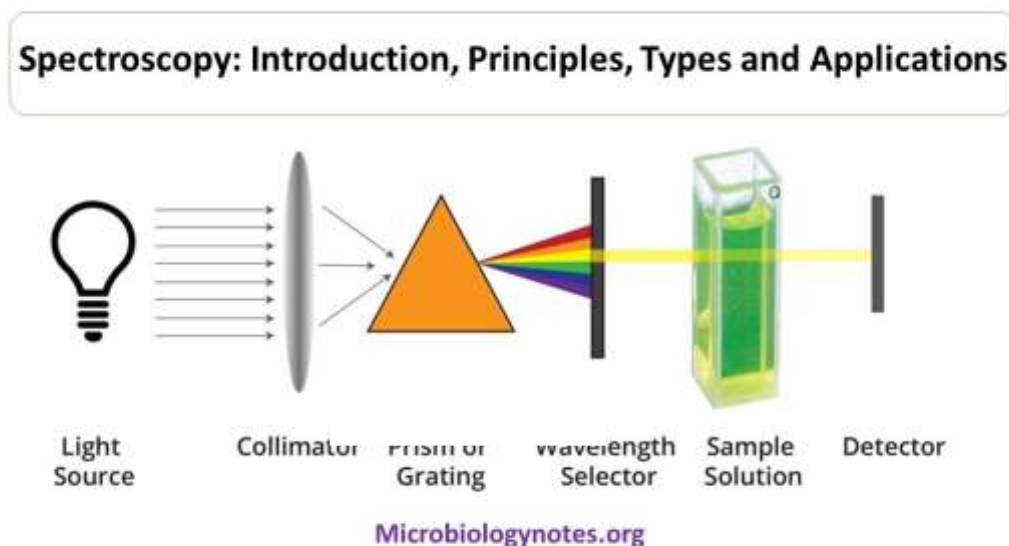 Spectroscopy: Introduction, Principles, Types and Applications
Light
Source
Collimator
Prism or
Grating
Wavelength
Selector
Sample
Solution
Detector
Microbiologynotes.org